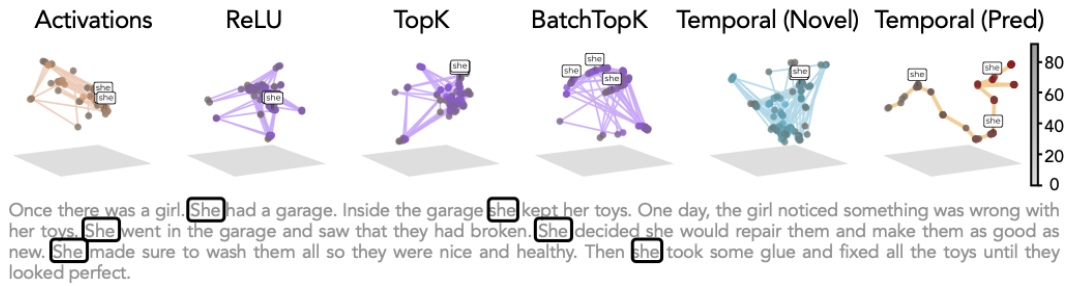 Activations ReLU TopK BatchTopK Temporal (Novel) Temporal (Pred)
she she she she she she she she she she she
80
60
40
20
0
Once there was a girl. She had a garage. Inside the garage she kept her toys. One day, the girl noticed something was wrong with
her toys. She went in the garage and saw that they had broken. She decided she would repair them and make them as good as
new. She made sure to wash them all so they were nice and healthy. Then she took some glue and fixed all the toys until they
looked perfect.